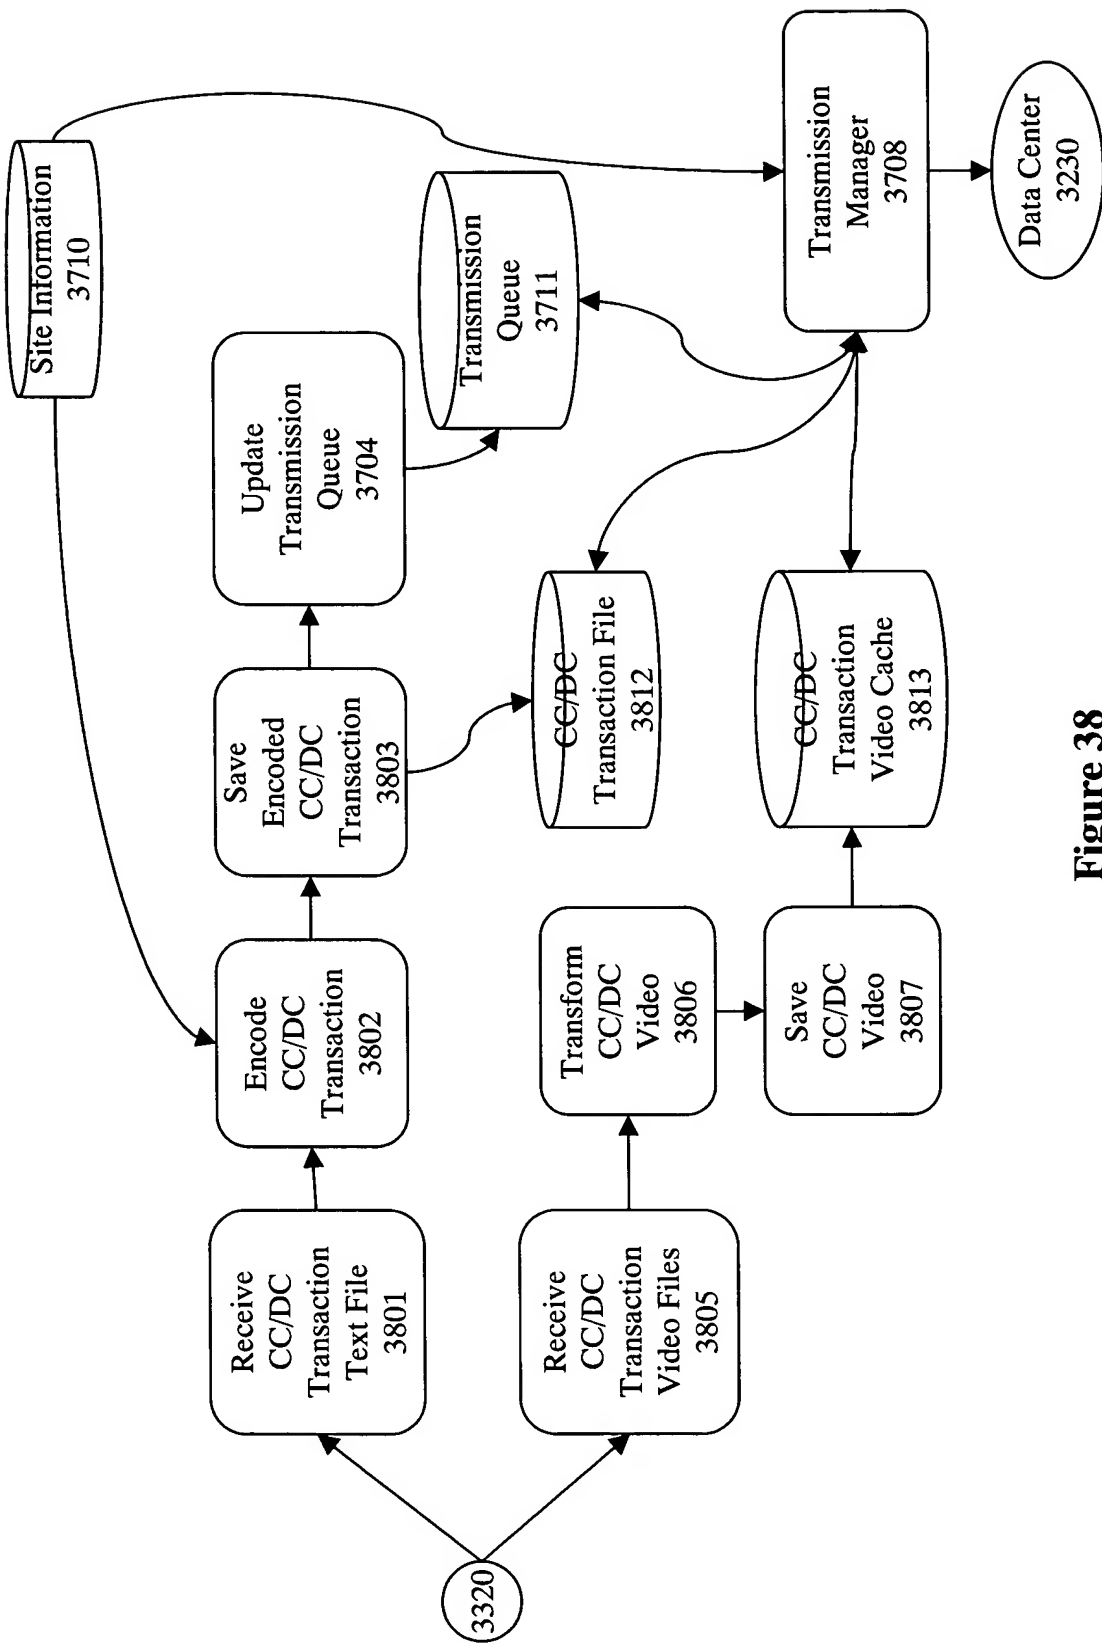 Site Information
3710
Update
Transmission
Queue
3704
Transmission
Queue
3711
Transmission
Manager
3708
Data Center
3230
Save
Encoded
CC/DC
Transaction
3803
CC/DC
Transaction File
3812
CC/DC
Transaction
Video Cache
3813
Encode
CC/DC
Transaction
3802
Transform
CC/DC
Video
3806
Save
CC/DC
Video
3807
Receive
CC/DC
Transaction
Text File
3801
Receive
CC/DC
Transaction
Video Files
3805
3320
Figure 38